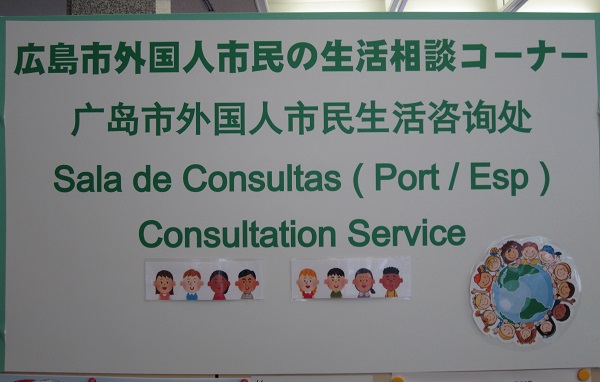 広島市外国人市民の生活相談コーナー
广岛市外国人市民生活咨询处
Sala de Consultas ( Port / Esp )
Consultation Service